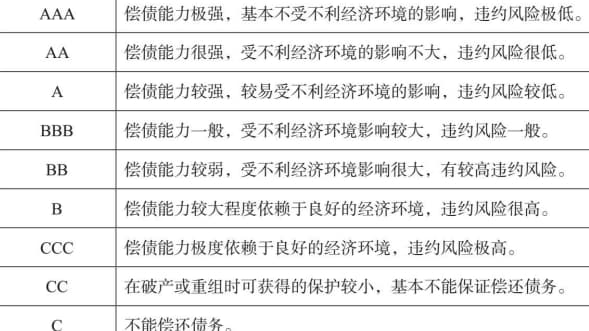 AAA 偿债能力极强，基本不受不利经济环境的影响，违约风险极低。
AA 偿债能力很强，受不利经济环境的影响不大，违约风险很低。
A 偿债能力较强，较易受不利经济环境的影响，违约风险较低。
BBB 偿债能力一般，受不利经济环境影响较大，违约风险一般。
BB 偿债能力较弱，受不利经济环境影响很大，有较高违约风险。
B 偿债能力较大程度依赖于良好的经济环境，违约风险很高。
CCC 偿债能力极度依赖于良好的经济环境，违约风险极高。
CC 在破产或重组时可获得的保护较小，基本不能保证偿还债务。
C 不能偿还债务。